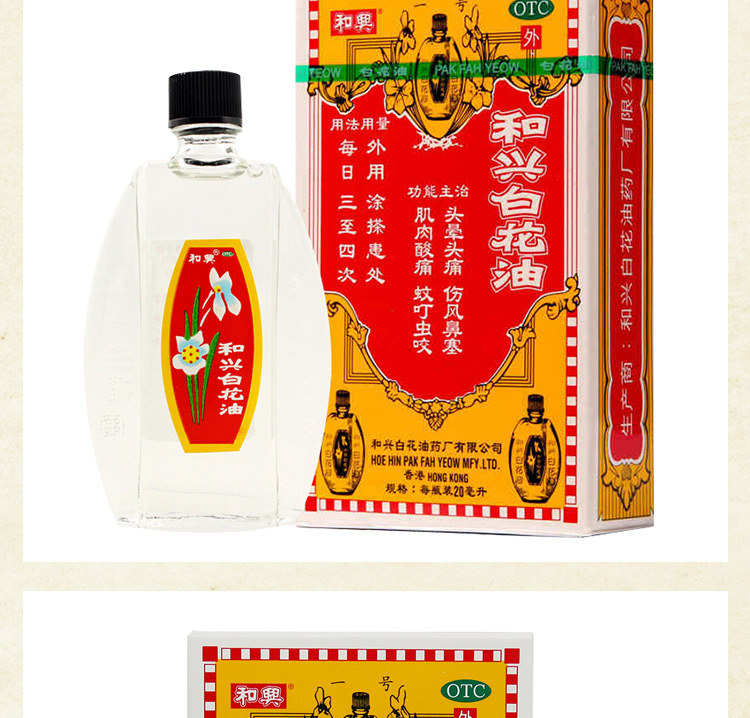 一号
和興®
OTC
外
YEOW 白花油 PAK FAH YEOW 白花 PAK FAH YEOW
用法用量
外用 涂搽患处
每日 三至四次
功能主治
头晕头痛 伤风鼻塞
肌肉酸痛 蚊叮虫咬
和兴白花油
和兴白花油药厂有限公司
HOE HIN PAK FAH YEOW MFY.LTD.
香港 HONG KONG
规格：每瓶装20毫升
生产商：和兴白花油药厂有限公司
和興® OTC
和兴白花油
一号
和興®
OTC
外